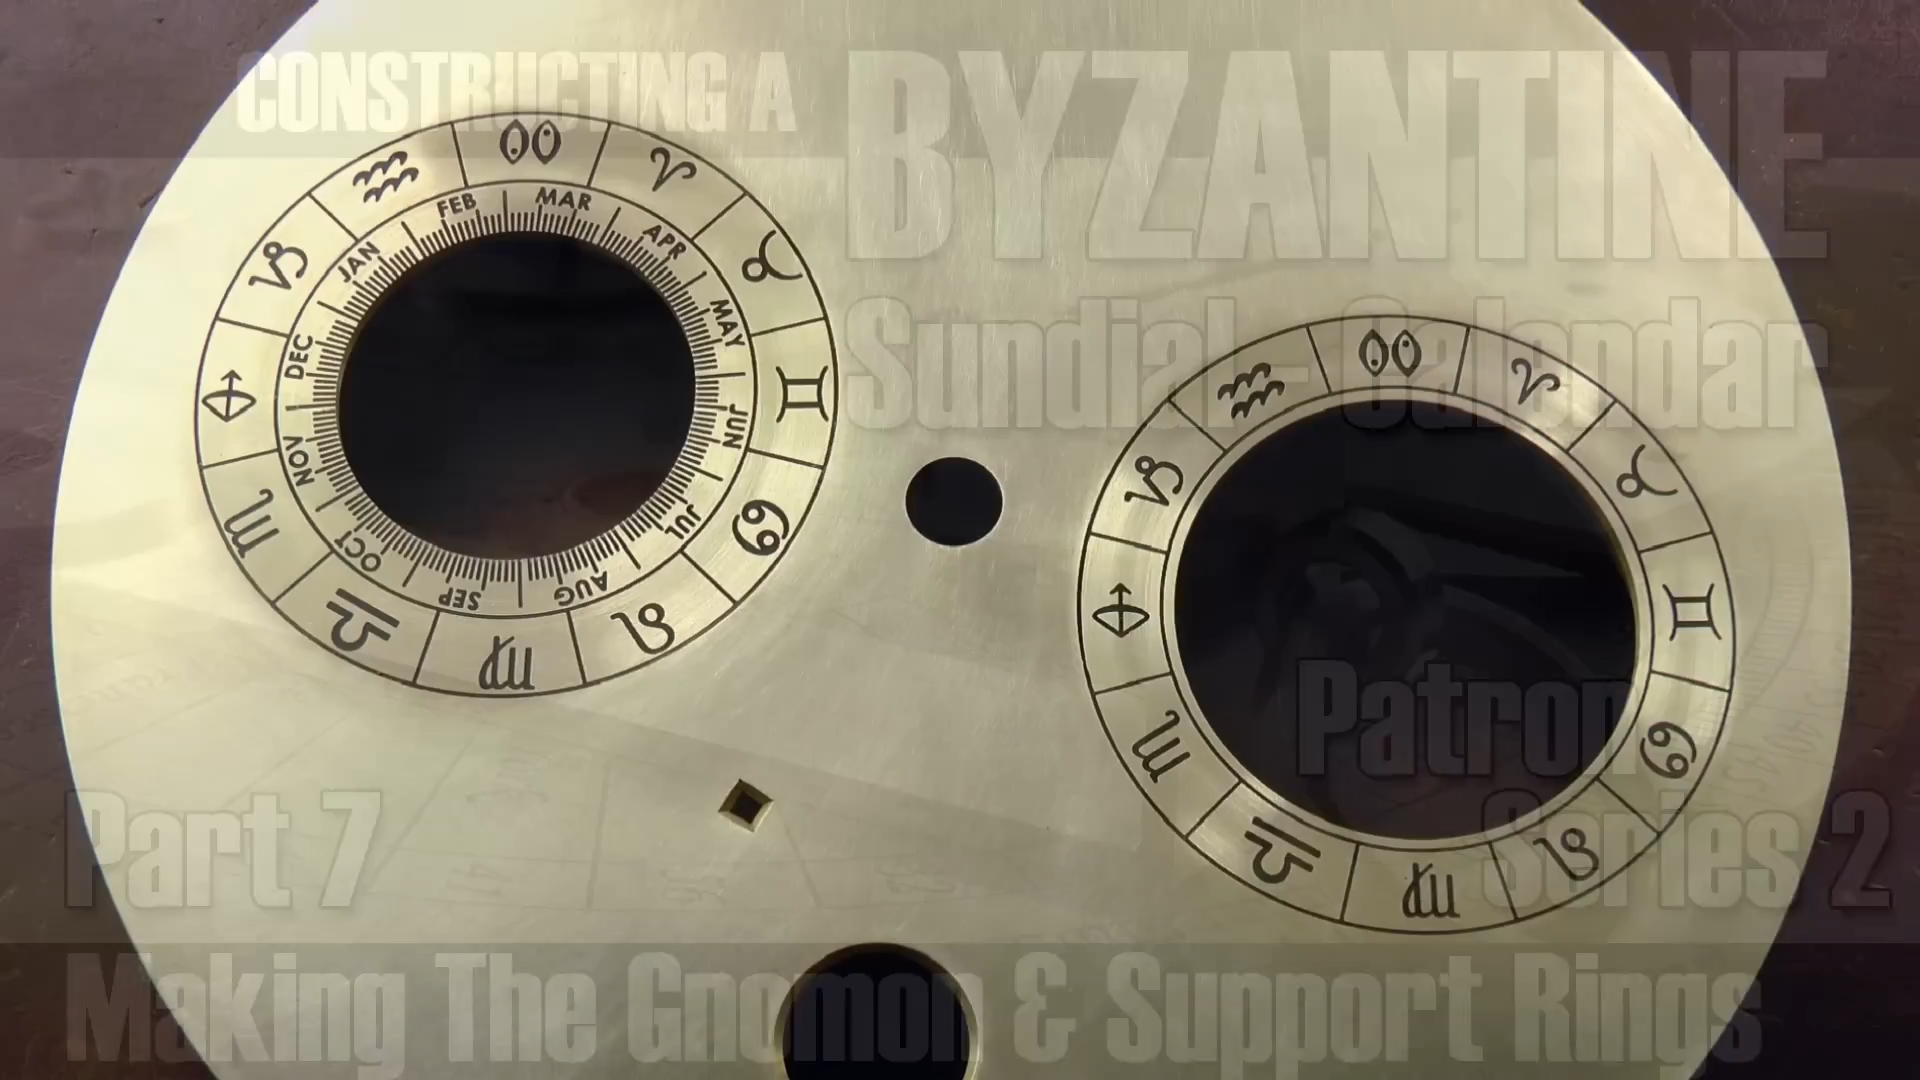 CONSTRUCTING A BYZANTINE
Sundial-Calendar
Patron
Series 2
Part 7
Making The Gnomon & Support Rings
JAN
FEB
MAR
APR
MAY
JUN
JUL
AUG
SEP
OCT
NOV
DEC